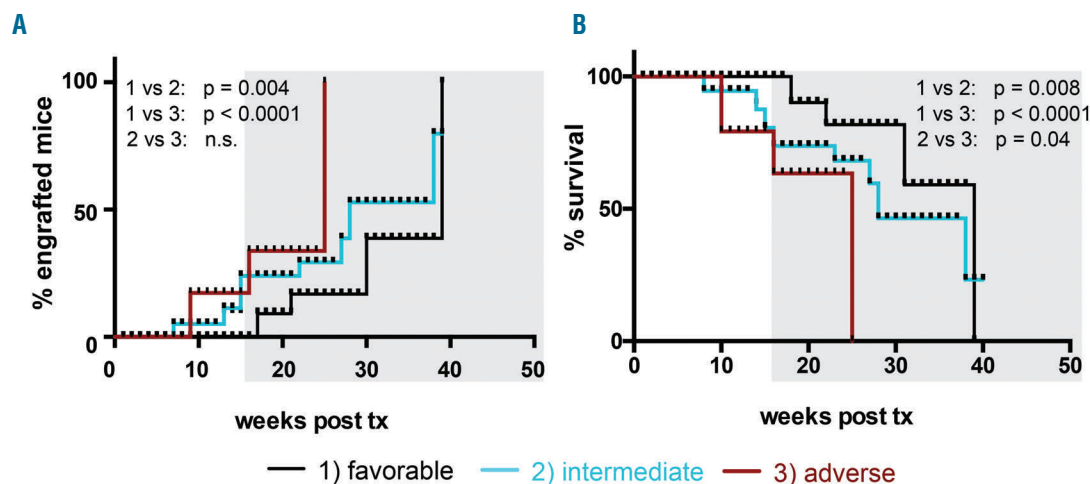 A
% engrafted mice
100
50
0
1 vs 2: p = 0.004
1 vs 3: p < 0.0001
2 vs 3: n.s.
0 10 20 30 40 50
weeks post tx
B
% survival
100
50
0
1 vs 2: p = 0.008
1 vs 3: p < 0.0001
2 vs 3: p = 0.04
0 10 20 30 40 50
weeks post tx
1) favorable 2) intermediate 3) adverse